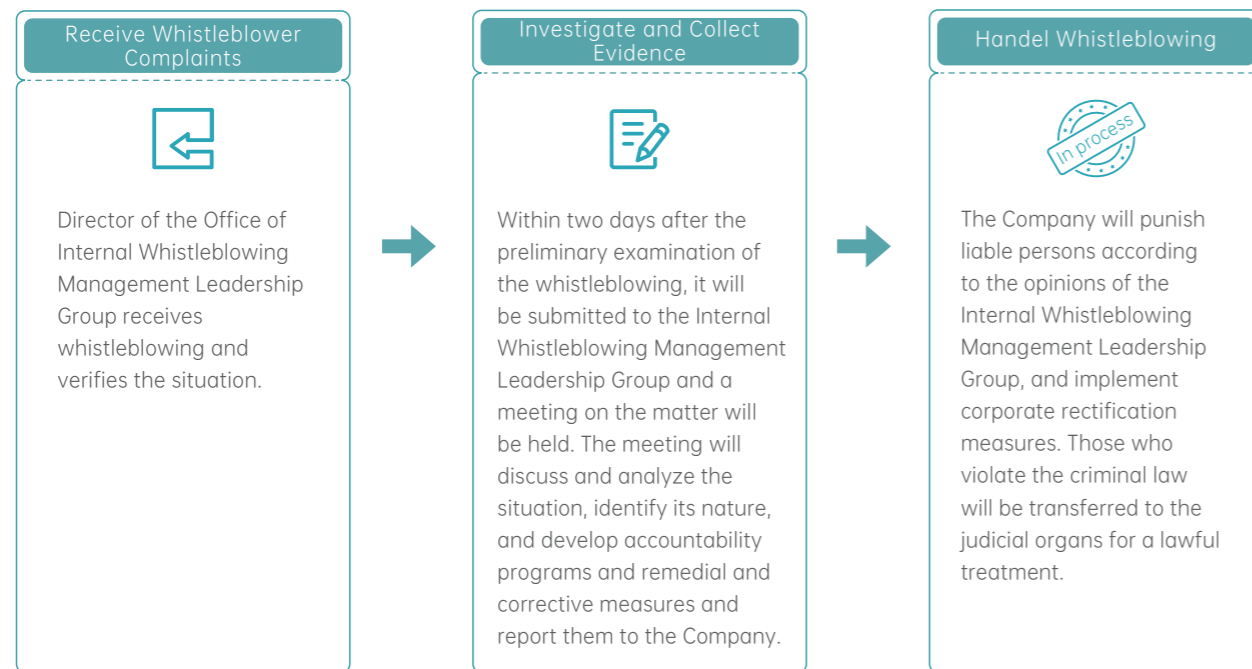 Receive Whistleblower
Complaints
Director of the Office of
Internal Whistleblowing
Management Leadership
Group receives
whistleblowing and
verifies the situation.
Investigate and Collect
Evidence
Within two days after the
preliminary examination of
the whistleblowing, it will
be submitted to the Internal
Whistleblowing Management
Leadership Group and a
meeting on the matter will
be held. The meeting will
discuss and analyze the
situation, identify its nature,
and develop accountability
programs and remedial and
corrective measures and
report them to the Company.
Handel Whistleblowing
In process
The Company will punish
liable persons according
to the opinions of the
Internal Whistleblowing
Management Leadership
Group, and implement
corporate rectification
measures. Those who
violate the criminal law
will be transferred to the
judicial organs for a lawful
treatment.